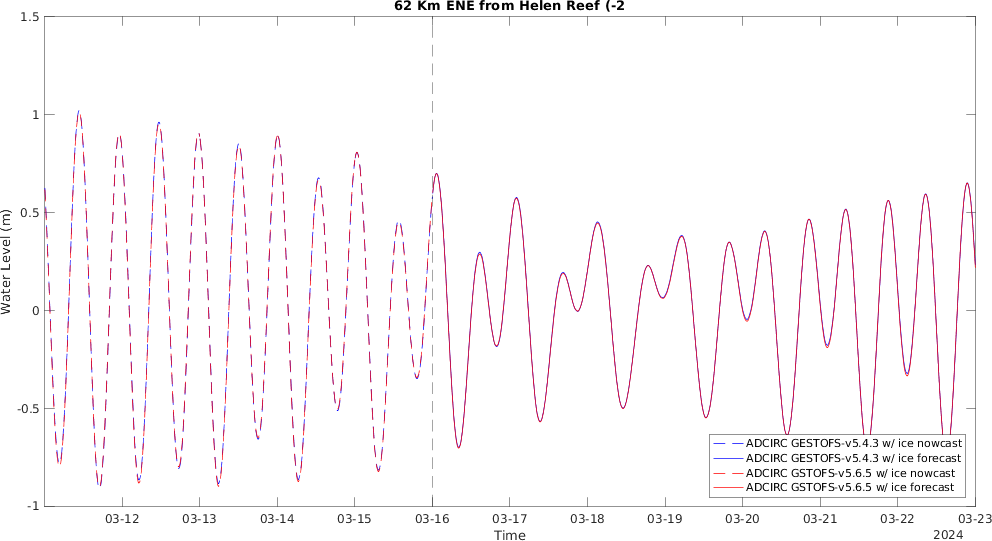 62 Km ENE from Helen Reef (-2
1.5
1
0.5
0
-0.5
-1
Water Level (m)
03-12 03-13 03-14 03-15 03-16 03-17 03-18 03-19 03-20 03-21 03-22 03-23
Time
2024
ADCIRC GESTOFS-v5.4.3 w/ ice nowcast
ADCIRC GESTOFS-v5.4.3 w/ ice forecast
ADCIRC GSTOFS-v5.6.5 w/ ice nowcast
ADCIRC GSTOFS-v5.6.5 w/ ice forecast